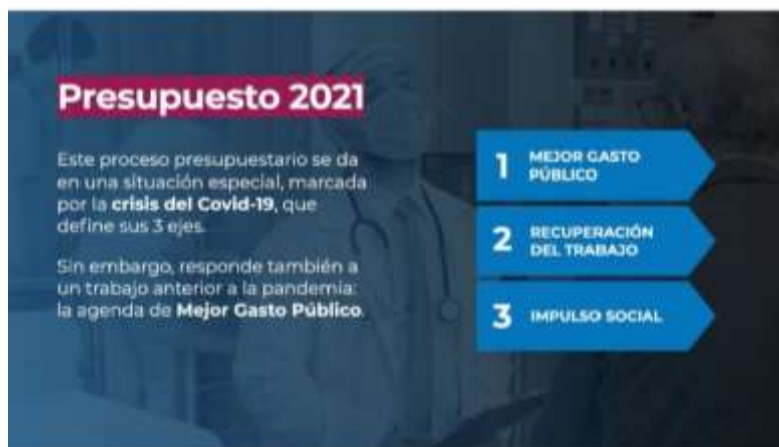 Presupuesto 2021
Este proceso presupuestario se da
en una situación especial, marcada
por la crisis del Covid-19, que
define sus 3 ejes.
Sin embargo, responde también a
un trabajo anterior a la pandemia:
la agenda de Mejor Gasto Público.
1 MEJOR GASTO
PÚBLICO
2 RECUPERACIÓN
DEL TRABAJO
3 IMPULSO SOCIAL